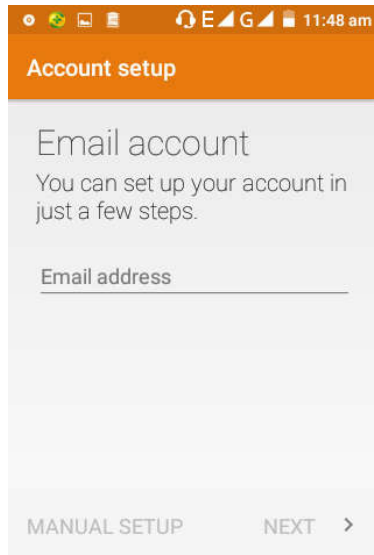 E G 11:48 am
Account setup
Email account
You can set up your account in
just a few steps.
Email address
MANUAL SETUP NEXT